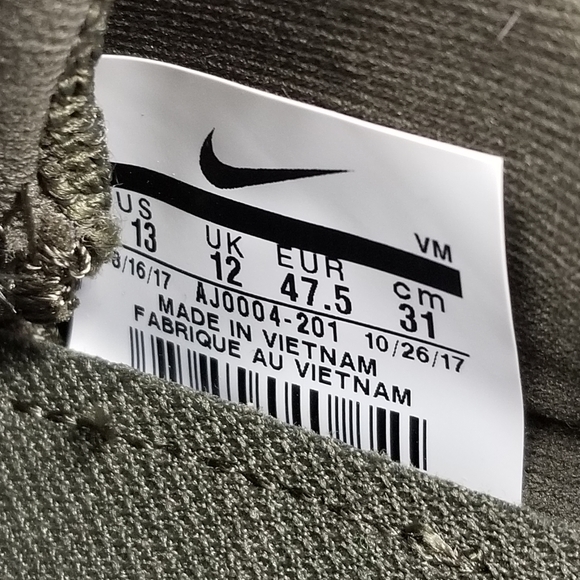 VM
US UK EUR cm
13 12 47.5 31
8/16/17 AJ0004-201 10/26/17
MADE IN VIETNAM
FABRIQUE AU VIETNAM